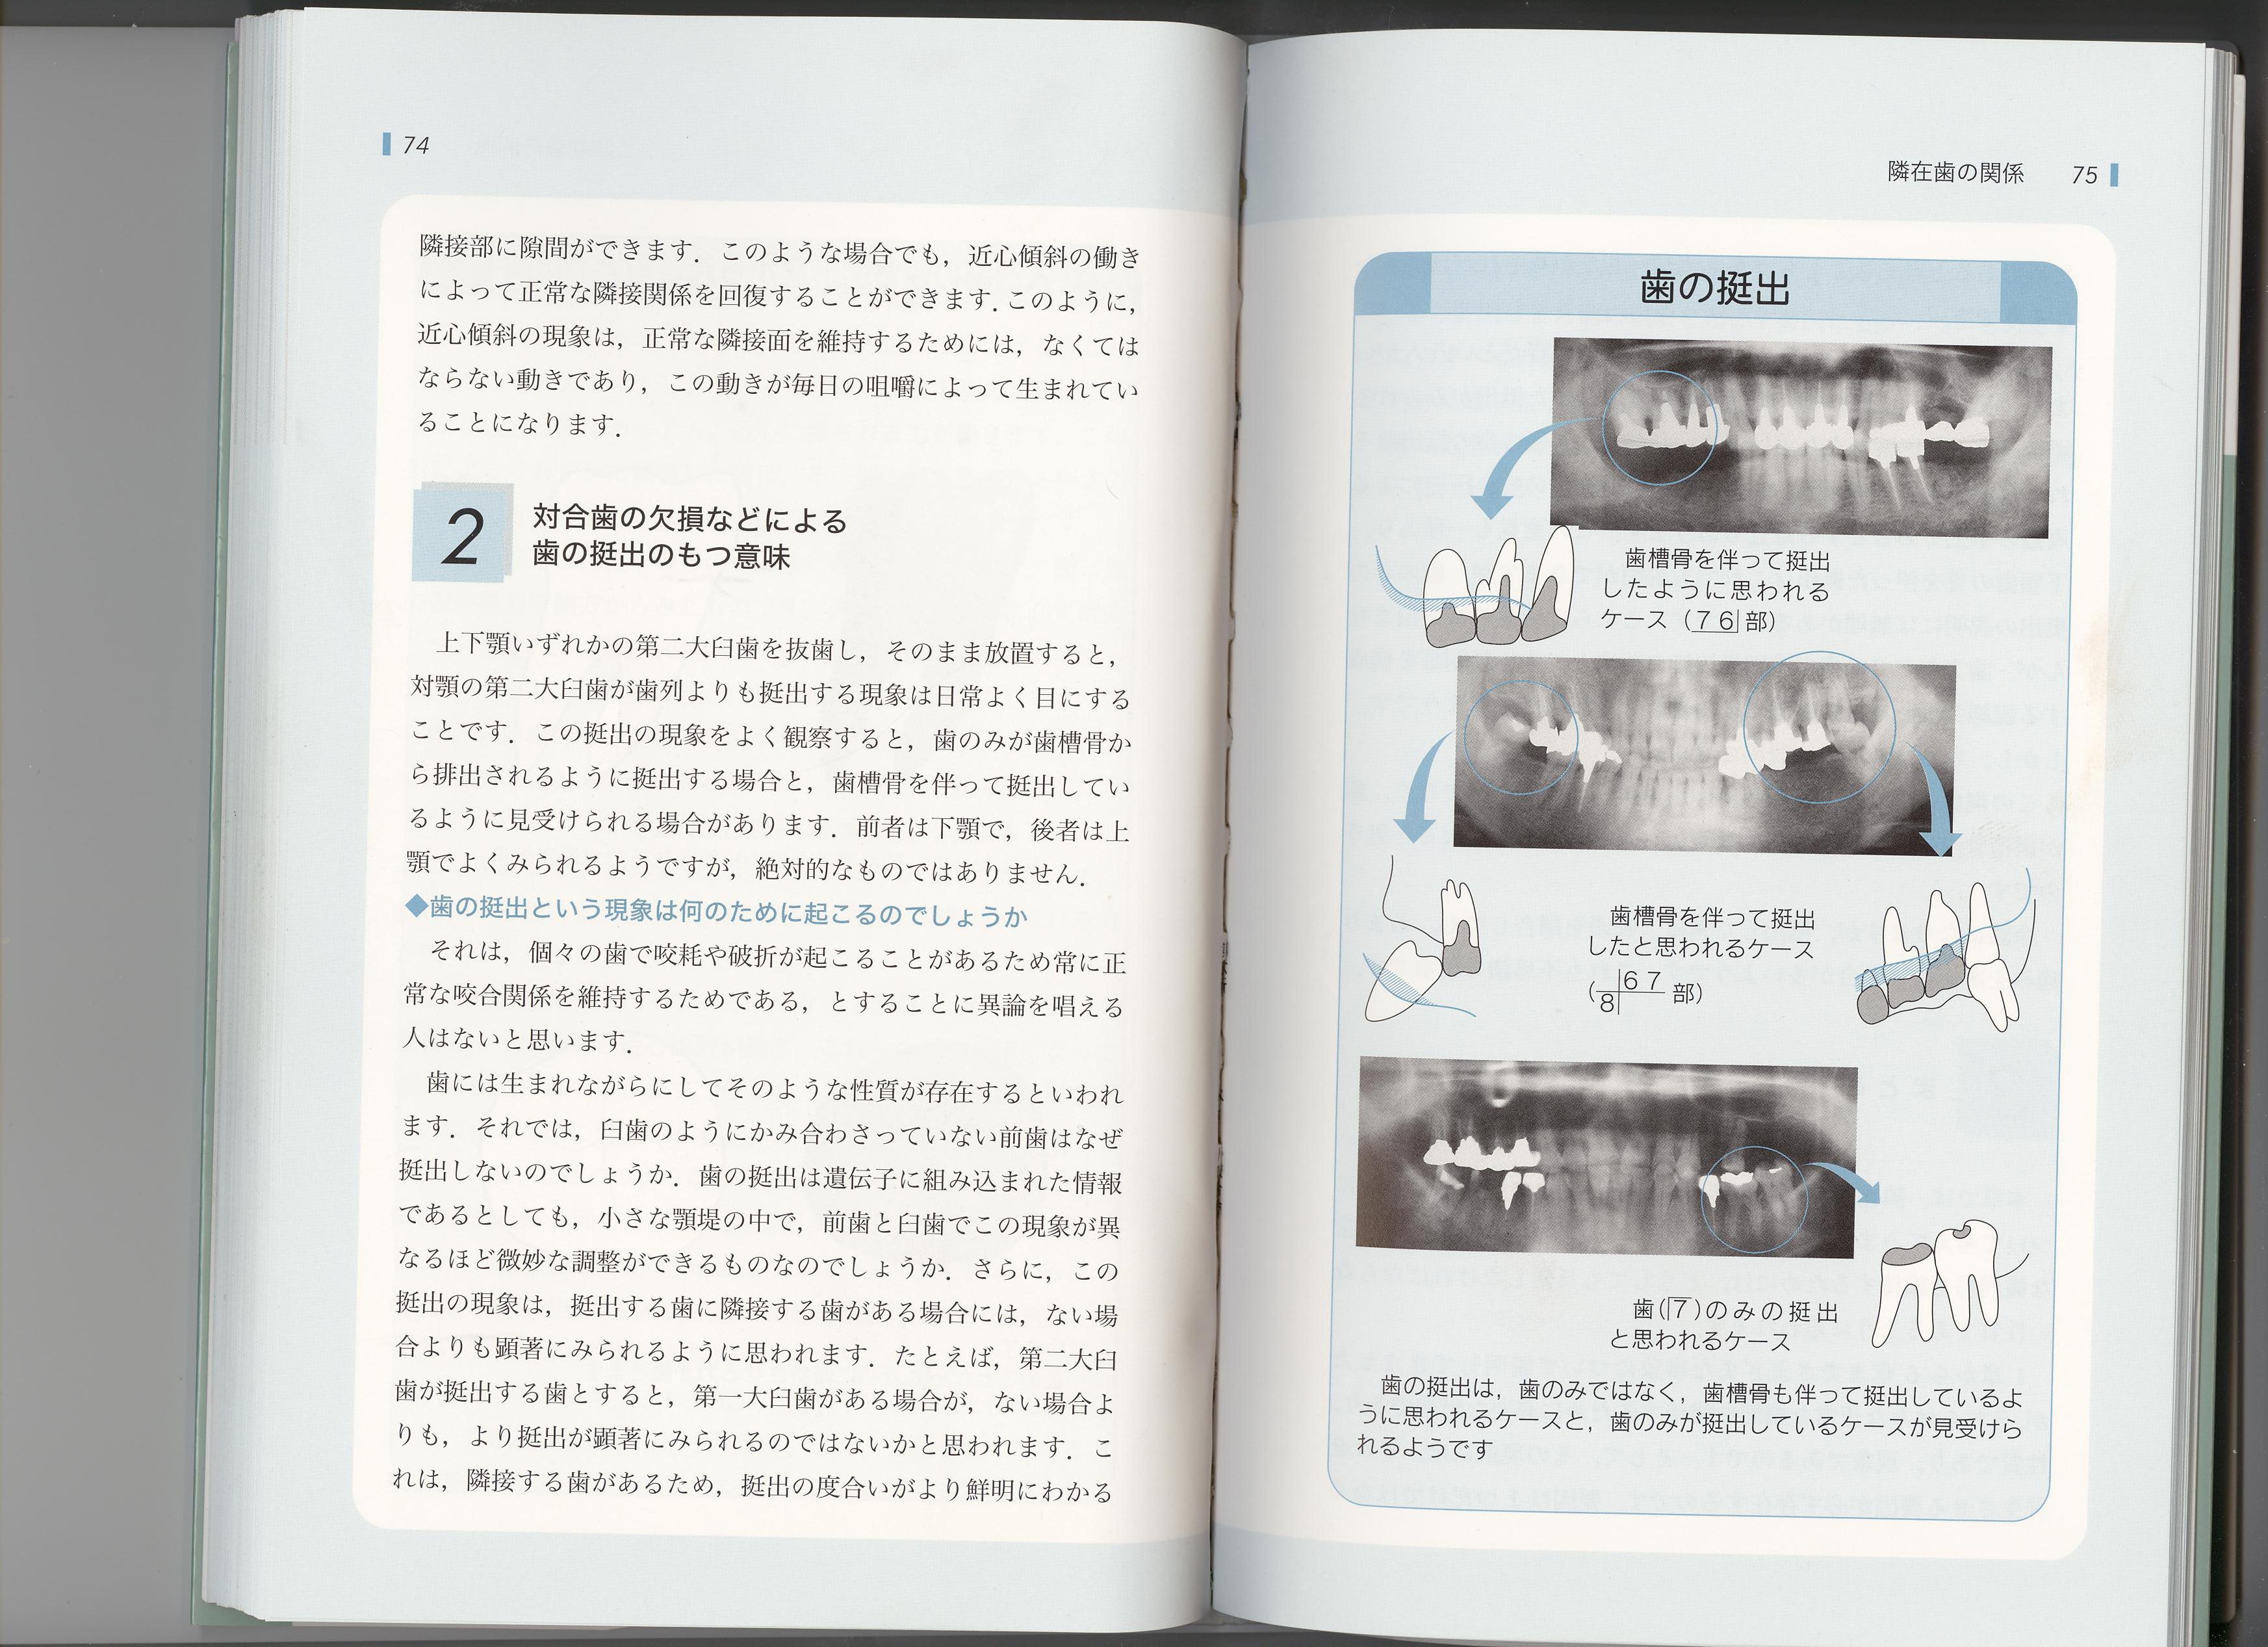 74
隣接部に隙間ができます．このような場合でも，近心傾斜の働き
によって正常な隣接関係を回復することができます．このように，
近心傾斜の現象は，正常な隣接面を維持するためには，なくては
ならない動きであり，この動きが毎日の咀嚼によって生まれてい
ることになります．
2
対合歯の欠損などによる
歯の挺出のもつ意味
上下顎いずれかの第二大臼歯を抜歯し，そのまま放置すると，
対顎の第二大臼歯が歯列よりも挺出する現象は日常よく目にする
ことです．この挺出の現象をよく観察すると，歯のみが歯槽骨か
ら排出されるように挺出する場合と，歯槽骨を伴って挺出してい
るように見受けられる場合があります．前者は下顎で，後者は上
顎でよくみられるようですが，絶対的なものではありません．
◆歯の挺出という現象は何のために起こるのでしょうか
それは，個々の歯で咬耗や破折が起こることがあるため常に正
常な咬合関係を維持するためである，とすることに異論を唱える
人はないと思います．
歯には生まれながらにしてそのような性質が存在するといわれ
ます．それでは，臼歯のようにかみ合わさっていない前歯はなぜ
挺出しないのでしょうか．歯の挺出は遺伝子に組み込まれた情報
であるとしても，小さな顎堤の中で，前歯と臼歯でこの現象が異
なるほど微妙な調整ができるものなのでしょうか．さらに，この
挺出の現象は，挺出する歯に隣接する歯がある場合には，ない場
合よりも顕著にみられるように思われます．たとえば，第二大臼
歯が挺出する歯とすると，第一大臼歯がある場合が，ない場合よ
りも，より挺出が顕著にみられるのではないかと思われます．こ
れは，隣接する歯があるため，挺出の度合いがより鮮明にわかる
隣在歯の関係 75
歯の挺出
歯槽骨を伴って挺出
したように思われる
ケース（7 6| 部）
歯槽骨を伴って挺出
したと思われるケース
（8|6 7 部）
歯(|7)のみの挺出
と思われるケース
歯の挺出は，歯のみではなく，歯槽骨も伴って挺出しているよ
うに思われるケースと，歯のみが挺出しているケースが見受けら
れるようです